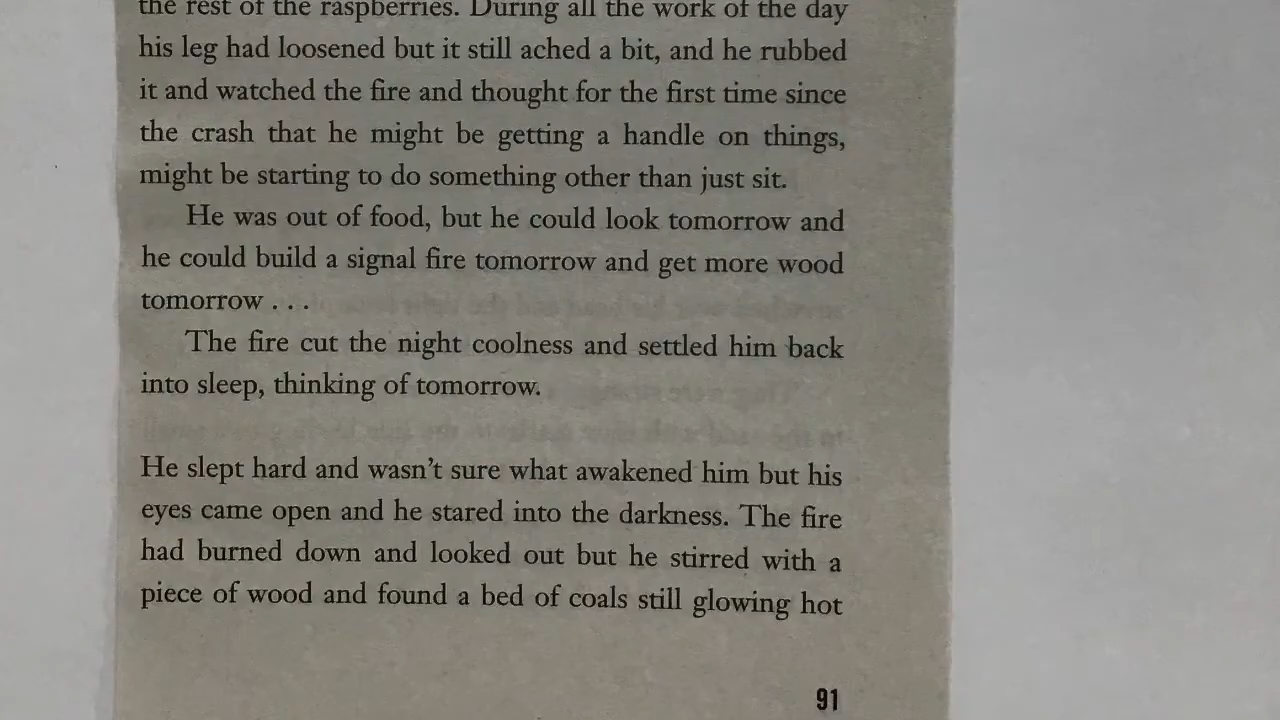 the rest of the raspberries. During all the work of the day
his leg had loosened but it still ached a bit, and he rubbed
it and watched the fire and thought for the first time since
the crash that he might be getting a handle on things,
might be starting to do something other than just sit.
He was out of food, but he could look tomorrow and
he could build a signal fire tomorrow and get more wood
tomorrow . . .
The fire cut the night coolness and settled him back
into sleep, thinking of tomorrow.
He slept hard and wasn't sure what awakened him but his
eyes came open and he stared into the darkness. The fire
had burned down and looked out but he stirred with a
piece of wood and found a bed of coals still glowing hot
91